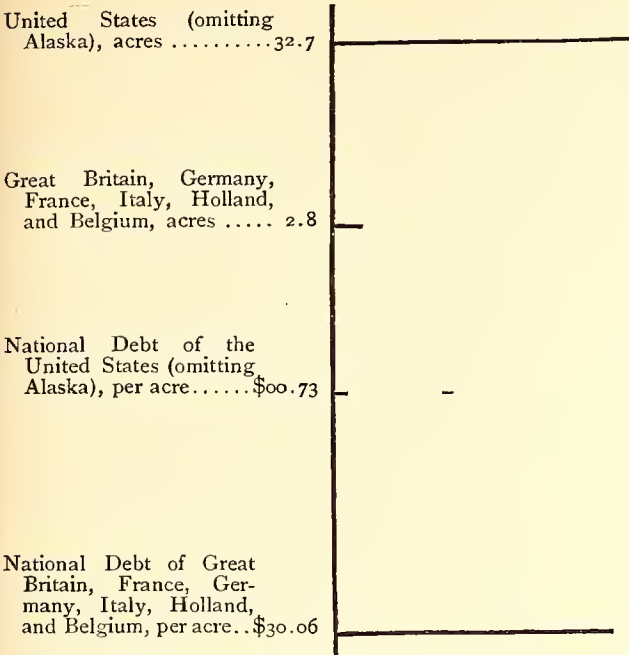 United States (omitting
Alaska), acres ..........32.7
Great Britain, Germany,
France, Italy, Holland,
and Belgium, acres ..... 2.8
National Debt of the
United States (omitting
Alaska), per acre......$00.73
National Debt of Great
Britain, France, Ger-
many, Italy, Holland,
and Belgium, per acre..$30.06